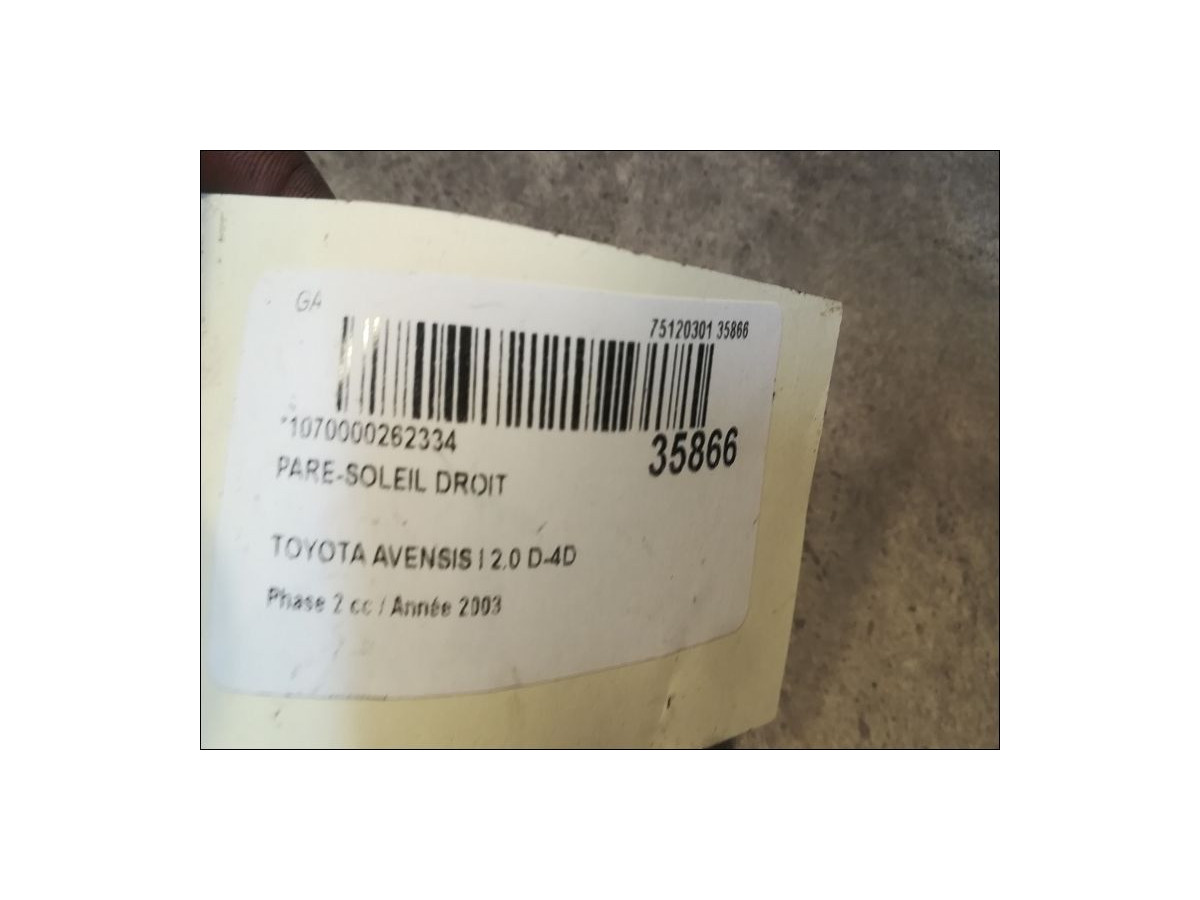 GA
75120301 35866
*1070000262334
35866
PARE-SOLEIL DROIT
TOYOTA AVENSIS I 2.0 D-4D
Phase 2 cc / Année 2003